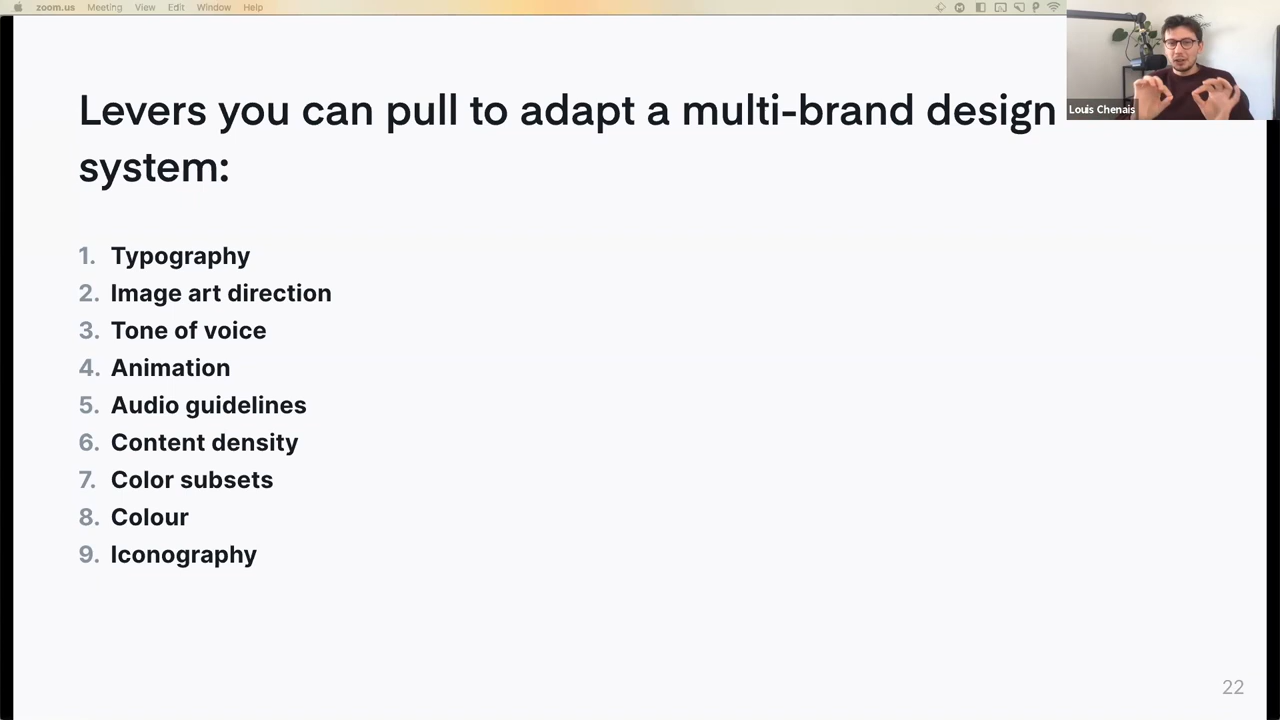 zoom.us Meeting View Edit Window Help
Louis Chenais
Levers you can pull to adapt a multi-brand design
system:
1. Typography
2. Image art direction
3. Tone of voice
4. Animation
5. Audio guidelines
6. Content density
7. Color subsets
8. Colour
9. Iconography
22